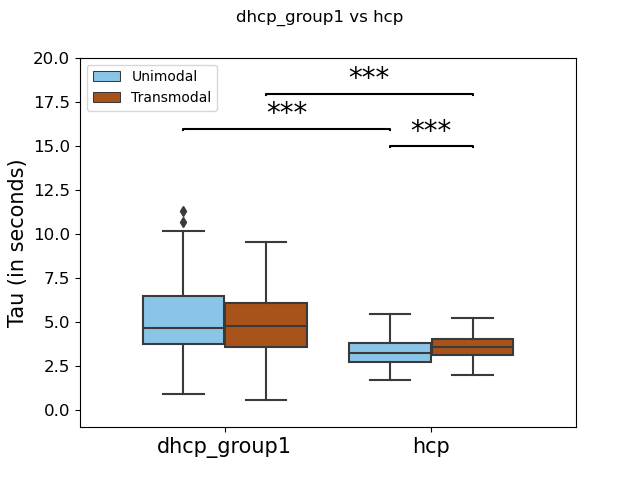 dhcp_group1 vs hcp
20.0
17.5
15.0
12.5
10.0
7.5
5.0
2.5
0.0
Tau (in seconds)
Unimodal
Transmodal
***
***
***
dhcp_group1
hcp